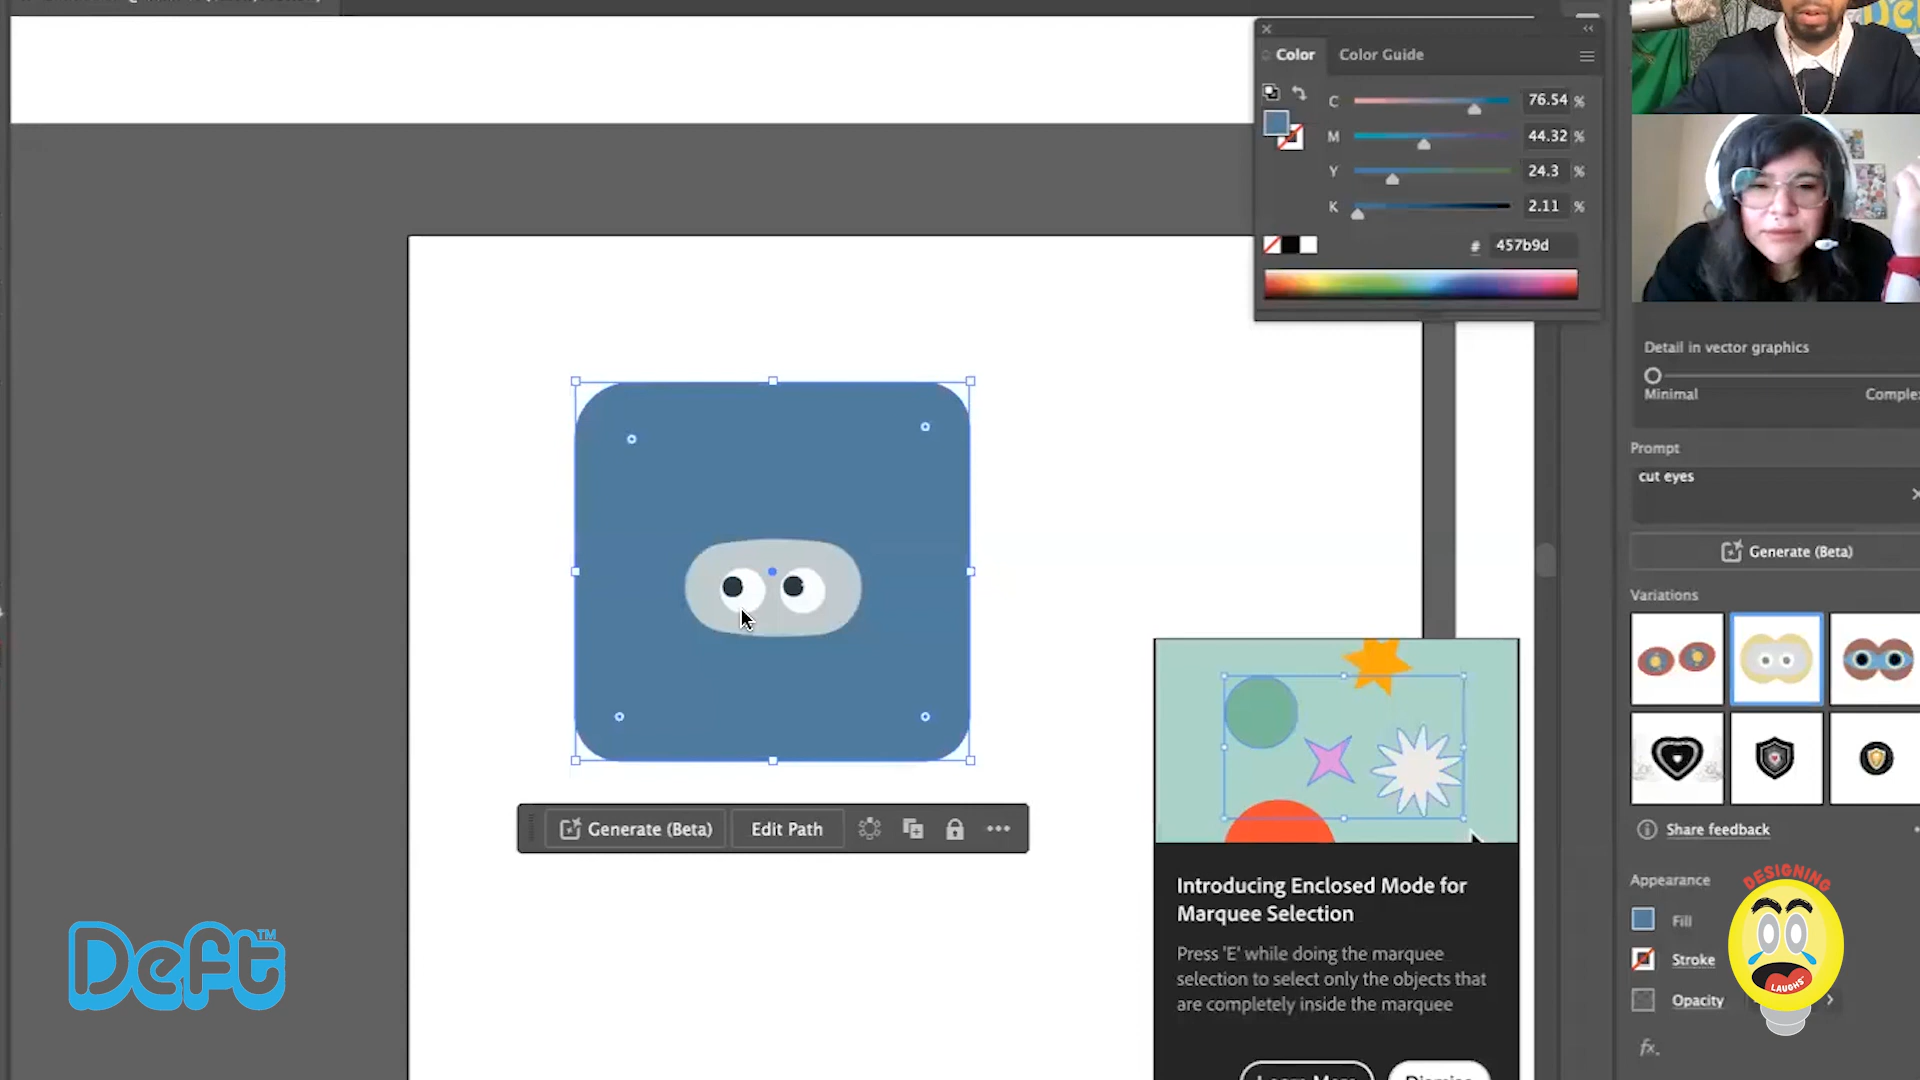 Color
Color Guide
C 76.54 %
M 44.32 %
Y 24.3 %
K 2.11 %
# 457b9d
Detail in vector graphics
Minimal
Prompt
cut eyes
Generate (Beta)
Variations
Generate (Beta)
Edit Path
Share feedback
Introducing Enclosed Mode for
Marquee Selection
Press 'E' while doing the marquee
selection to select only the objects that
are completely inside the marquee
Appearance
Fill
Stroke
Opacity
fx.
Deft™
DESIGNING
LAUGHS